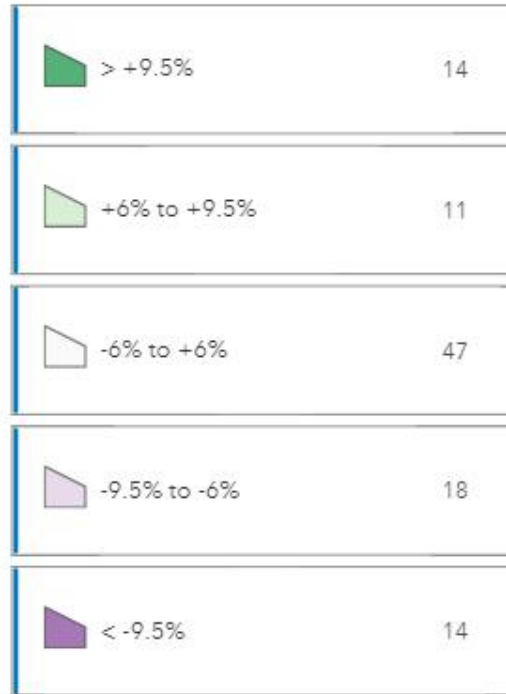 > +9.5% 14
+6% to +9.5% 11
-6% to +6% 47
-9.5% to -6% 18
< -9.5% 14